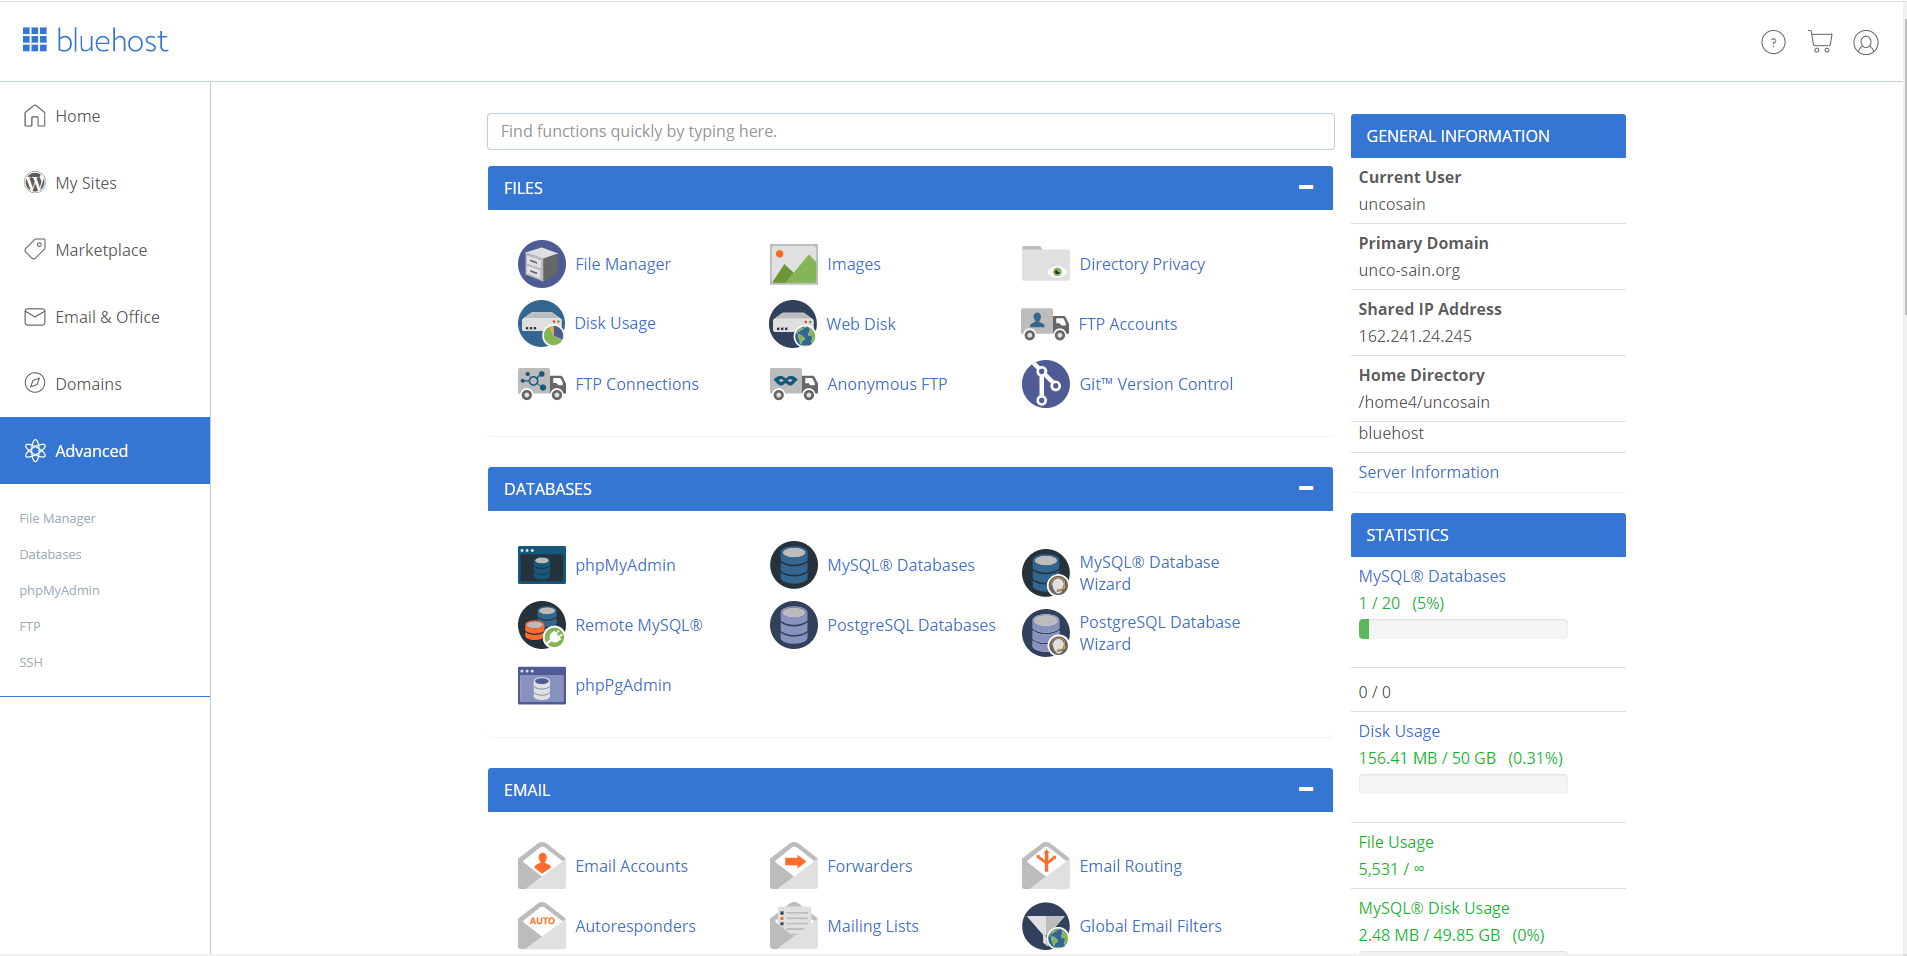 bluehost
?
Home
My Sites
Marketplace
Email & Office
Domains
Advanced
File Manager
Databases
phpMyAdmin
FTP
SSH
Find functions quickly by typing here.
FILES
File Manager
Images
Directory Privacy
Disk Usage
Web Disk
FTP Accounts
FTP Connections
Anonymous FTP
Git™ Version Control
DATABASES
phpMyAdmin
MySQL® Databases
MySQL® Database
Wizard
Remote MySQL®
PostgreSQL Databases
PostgreSQL Database
Wizard
phpPgAdmin
EMAIL
Email Accounts
Forwarders
Email Routing
AUTO
Autoresponders
Mailing Lists
Global Email Filters
GENERAL INFORMATION
Current User
uncosain
Primary Domain
unco-sain.org
Shared IP Address
162.241.24.245
Home Directory
/home4/uncosain
bluehost
Server Information
STATISTICS
MySQL® Databases
1 / 20 (5%)
0 / 0
Disk Usage
156.41 MB / 50 GB (0.31%)
File Usage
5,531 / ∞
MySQL® Disk Usage
2.48 MB / 49.85 GB (0%)